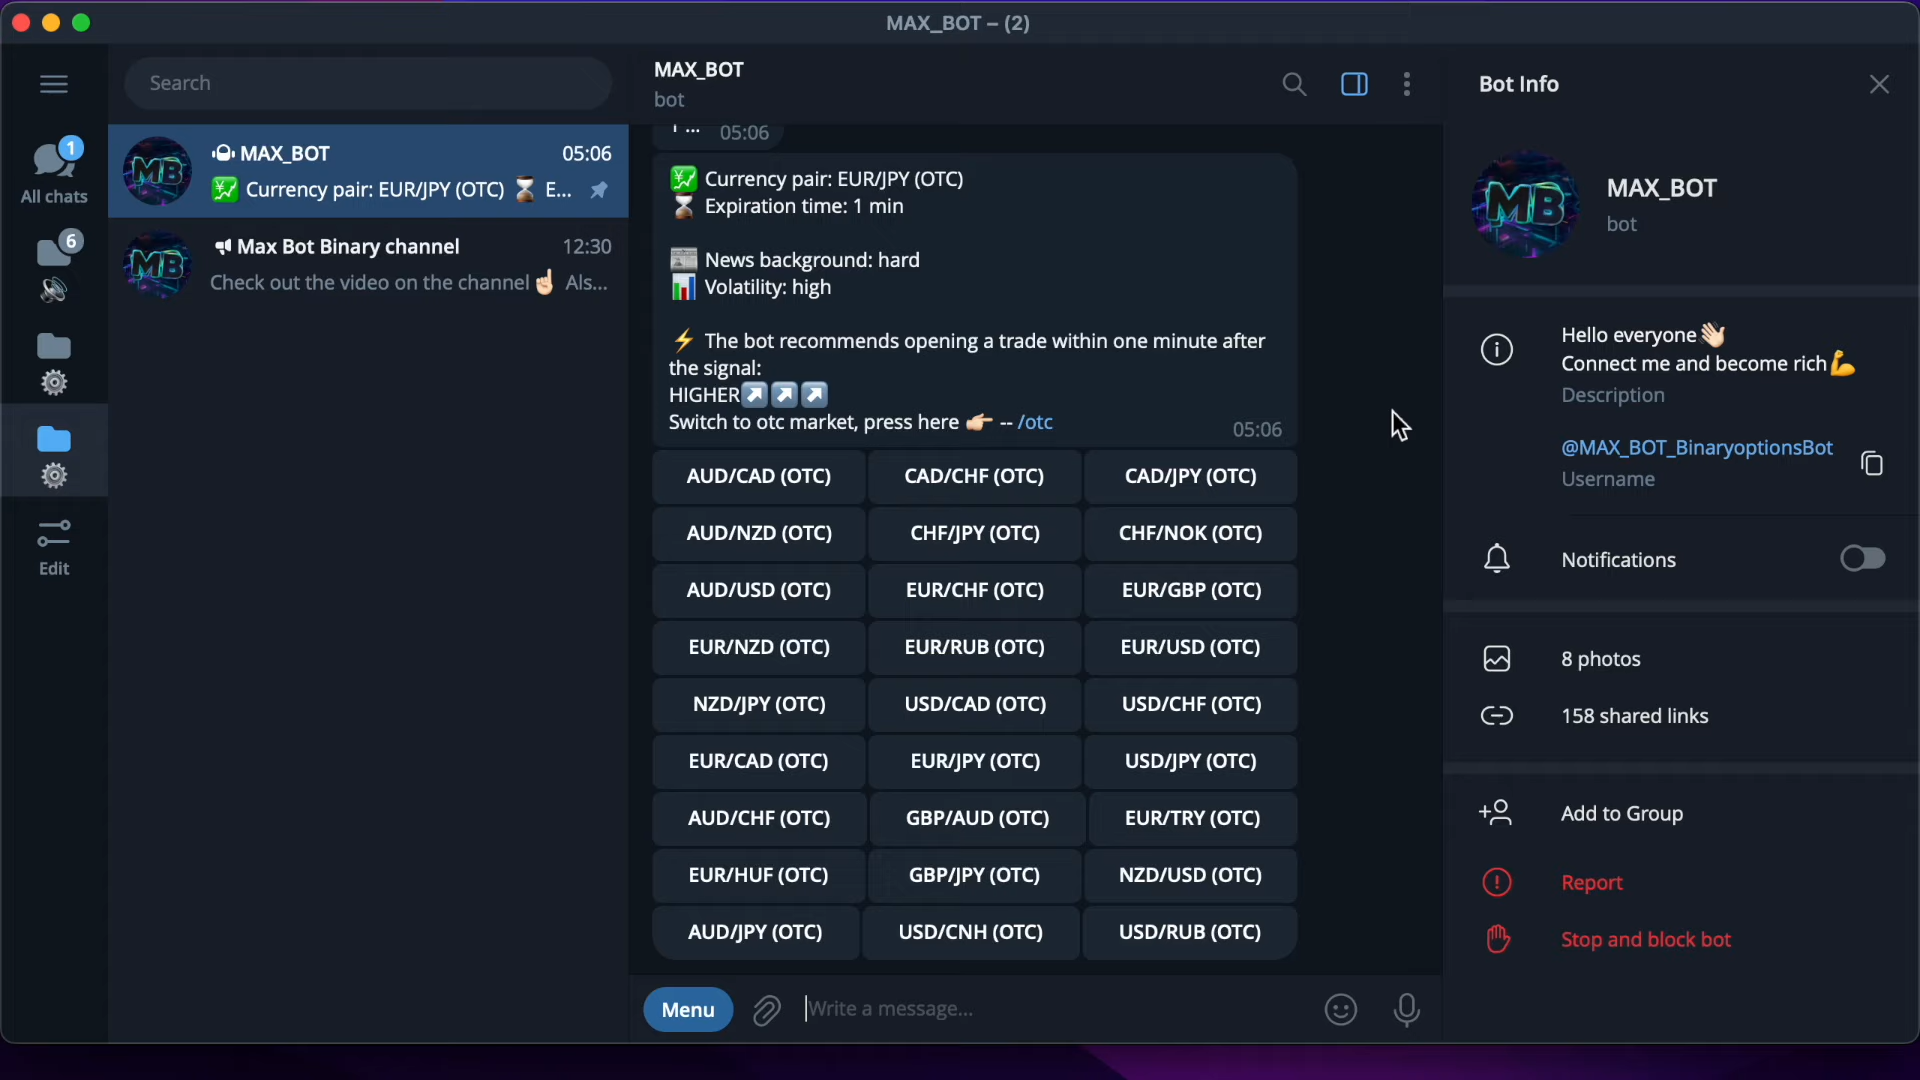 MAX_BOT – (2)
Search
All chats
1
6
Edit
MAX_BOT
05:06
Currency pair: EUR/JPY (OTC) ⌛ E...
Max Bot Binary channel
12:30
Check out the video on the channel☝🏻 Als...
MB
MB
MAX_BOT
bot
05:06
💹 Currency pair: EUR/JPY (OTC)
⌛ Expiration time: 1 min
📰 News background: hard
📊 Volatility: high
⚡ The bot recommends opening a trade within one minute after
the signal:
HIGHER↗️↗️↗️
Switch to otc market, press here 👉🏻 -- /otc
05:06
AUD/CAD (OTC)
CAD/CHF (OTC)
CAD/JPY (OTC)
AUD/NZD (OTC)
CHF/JPY (OTC)
CHF/NOK (OTC)
AUD/USD (OTC)
EUR/CHF (OTC)
EUR/GBP (OTC)
EUR/NZD (OTC)
EUR/RUB (OTC)
EUR/USD (OTC)
NZD/JPY (OTC)
USD/CAD (OTC)
USD/CHF (OTC)
EUR/CAD (OTC)
EUR/JPY (OTC)
USD/JPY (OTC)
AUD/CHF (OTC)
GBP/AUD (OTC)
EUR/TRY (OTC)
EUR/HUF (OTC)
GBP/JPY (OTC)
NZD/USD (OTC)
AUD/JPY (OTC)
USD/CNH (OTC)
USD/RUB (OTC)
Menu
Write a message...
Bot Info
MB
MAX_BOT
bot
Hello everyone👋🏻
Connect me and become rich💪
Description
@MAX_BOT_BinaryoptionsBot
Username
Notifications
8 photos
158 shared links
Add to Group
Report
Stop and block bot